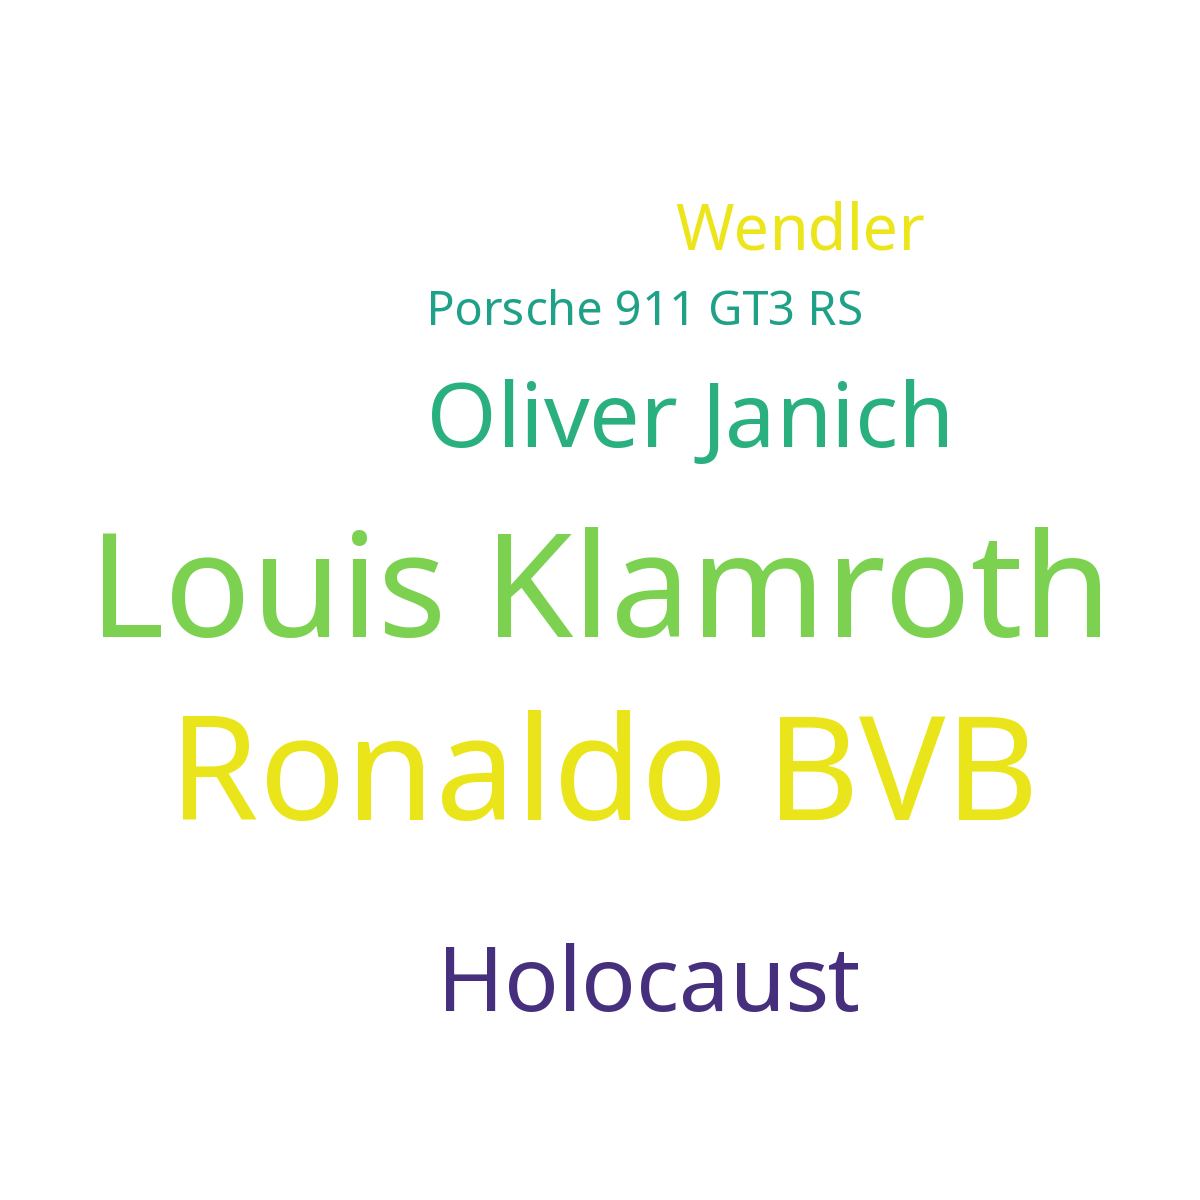 Wendler
Porsche 911 GT3 RS
Oliver Janich
Louis Klamroth
Ronaldo BVB
Holocaust